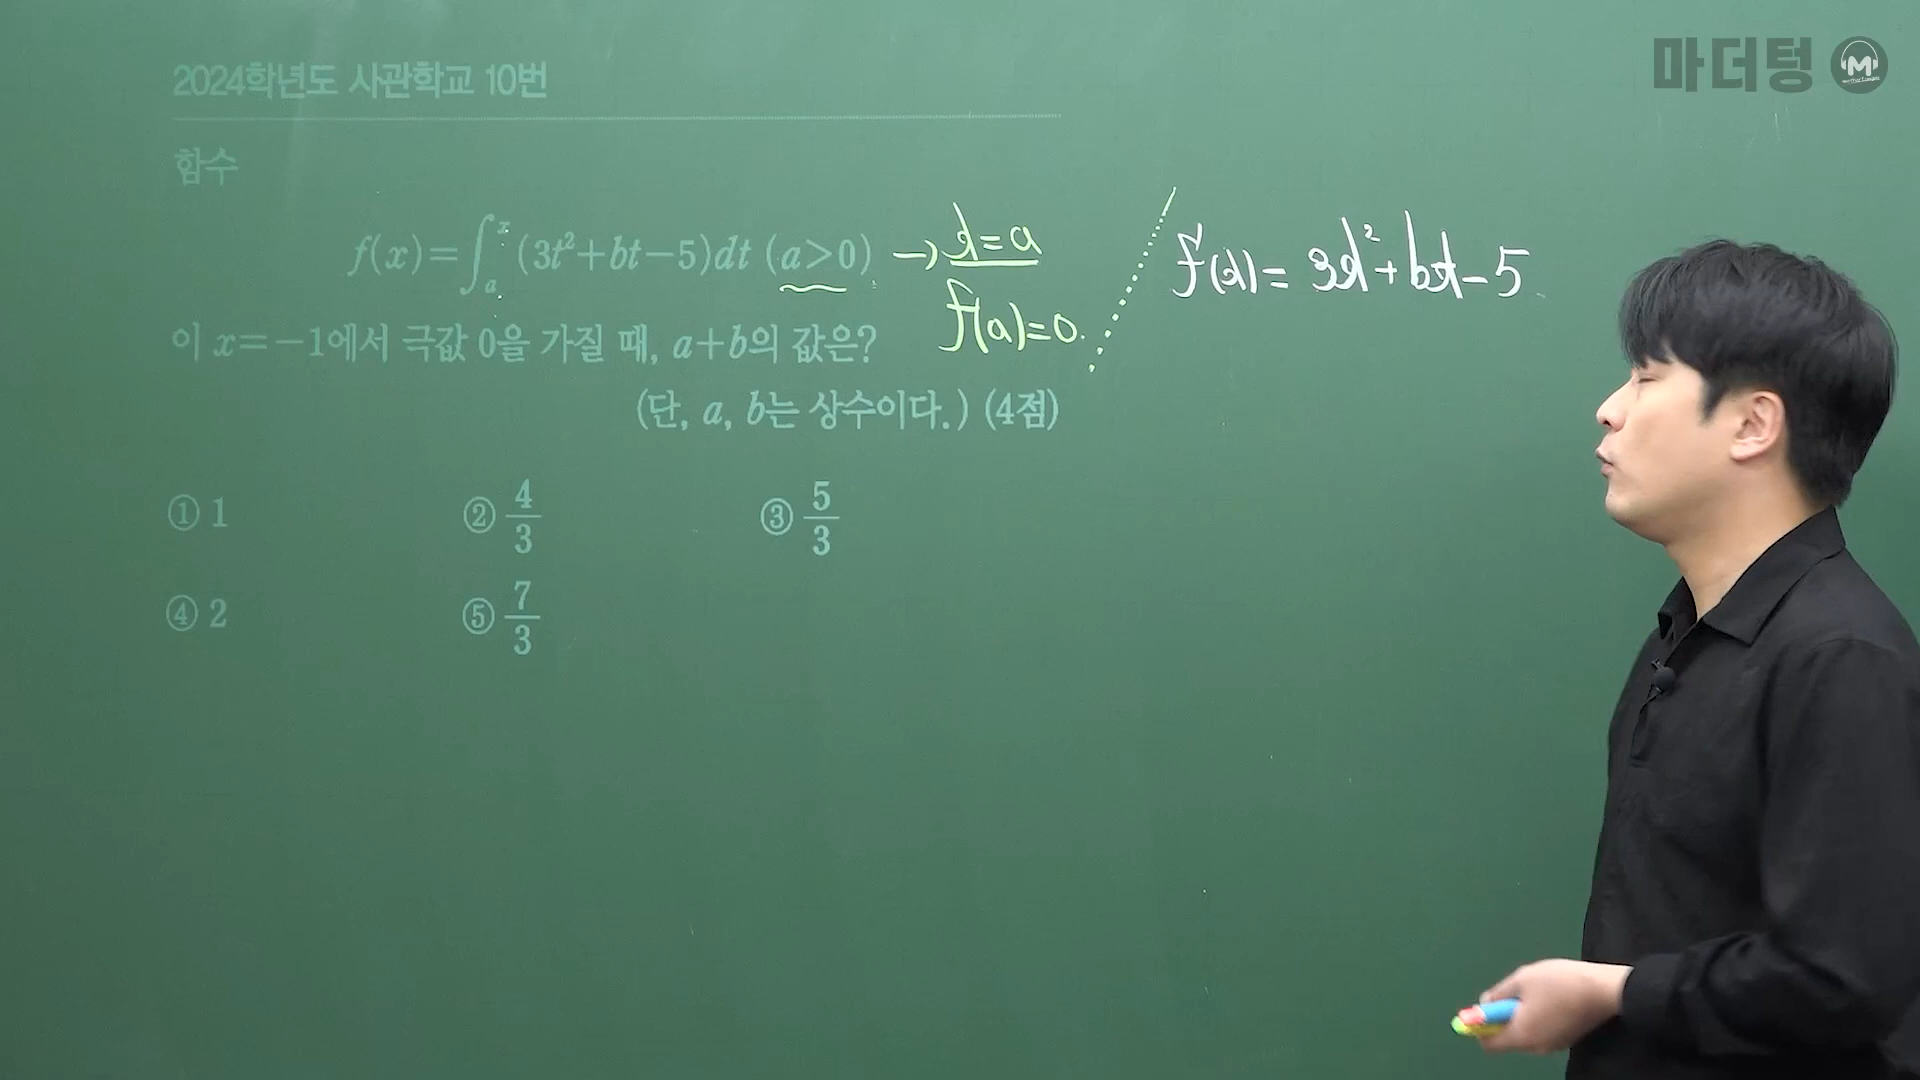 마더텅 M
2024학년도 사관학교 10번
함수
f(x)=∫ₐˣ (3t²+bt−5)dt (a>0) → x=a
f(a)=0.
f'(x)= 3x²+bx−5
이 x=−1에서 극값 0을 가질 때, a+b의 값은?
(단, a, b는 상수이다.) (4점)
① 1 ② 4/3 ③ 5/3
④ 2 ⑤ 7/3